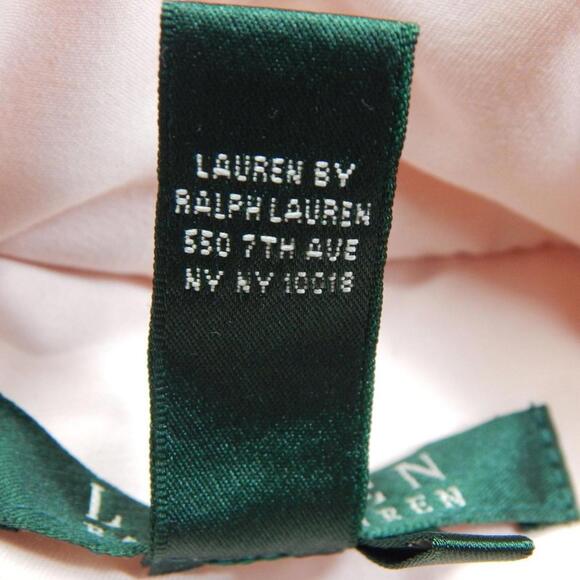 LAUREN BY
RALPH LAUREN
550 7TH AVE
NY NY 10018